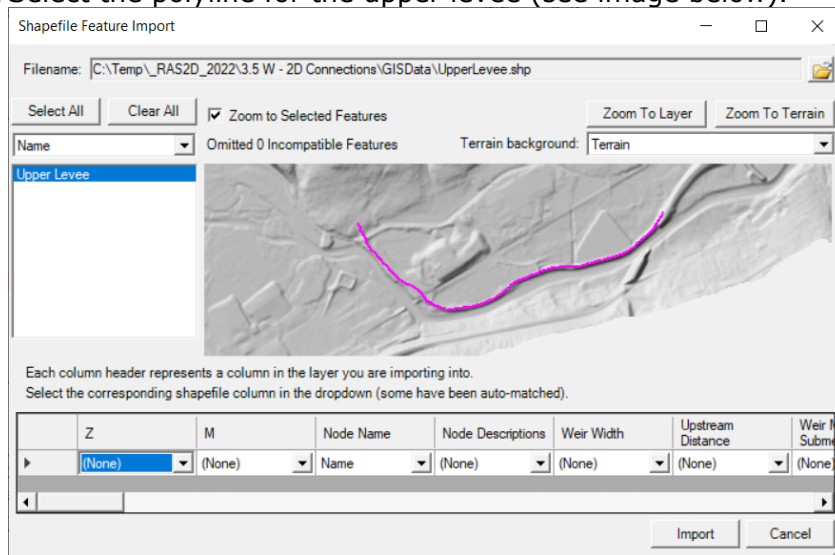 Select the polyline for the upper levee (see image below).
Shapefile Feature Import
Filename: C:\Temp\_RAS2D_2022\3.5 W - 2D Connections\GISData\UpperLevee.shp
Select All Clear All Zoom to Selected Features Zoom To Layer Zoom To Terrain
Name Omitted 0 Incompatible Features Terrain background: Terrain
Upper Levee
Each column header represents a column in the layer you are importing into.
Select the corresponding shapefile column in the dropdown (some have been auto-matched).
Z M Node Name Node Descriptions Weir Width Upstream Distance Weir
(None) (None) Name (None) (None) (None) (None)
Import Cancel